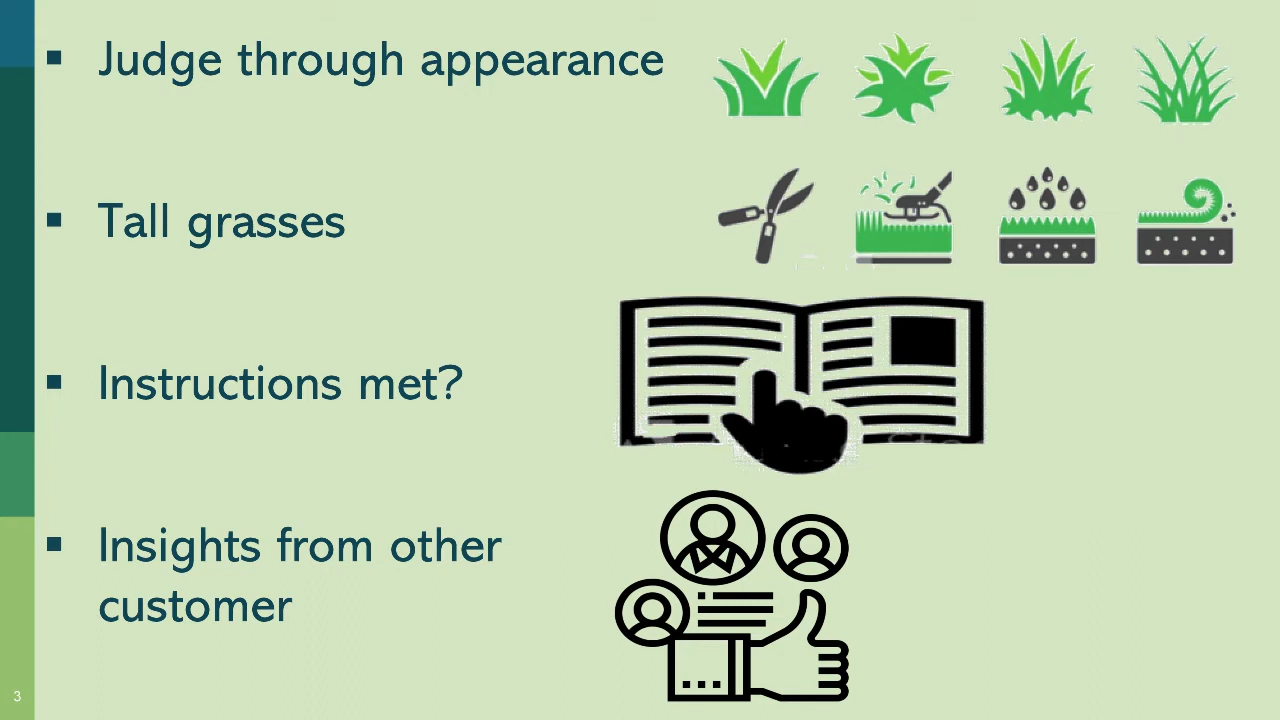 ▪ Judge through appearance
▪ Tall grasses
▪ Instructions met?
▪ Insights from other
customer
3